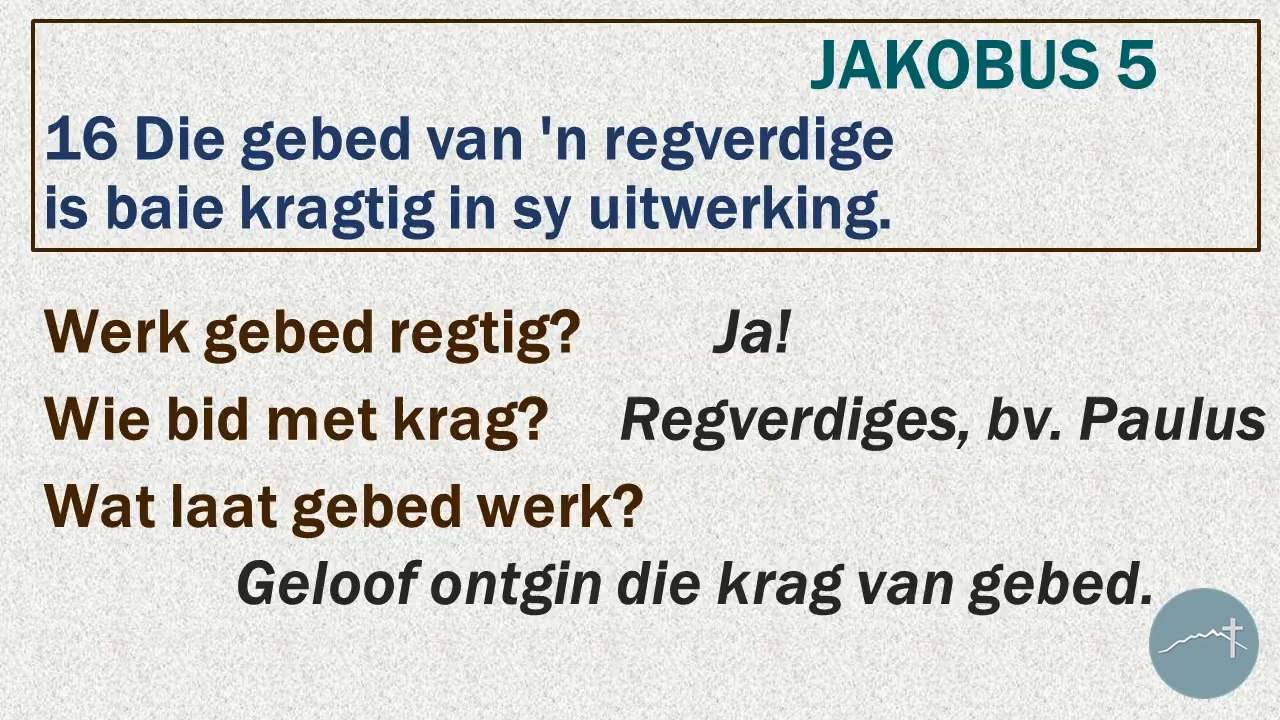 JAKOBUS 5
16 Die gebed van 'n regverdige
is baie kragtig in sy uitwerking.
Werk gebed regtig? Ja!
Wie bid met krag? Regverdiges, bv. Paulus
Wat laat gebed werk?
Geloof ontgin die krag van gebed.